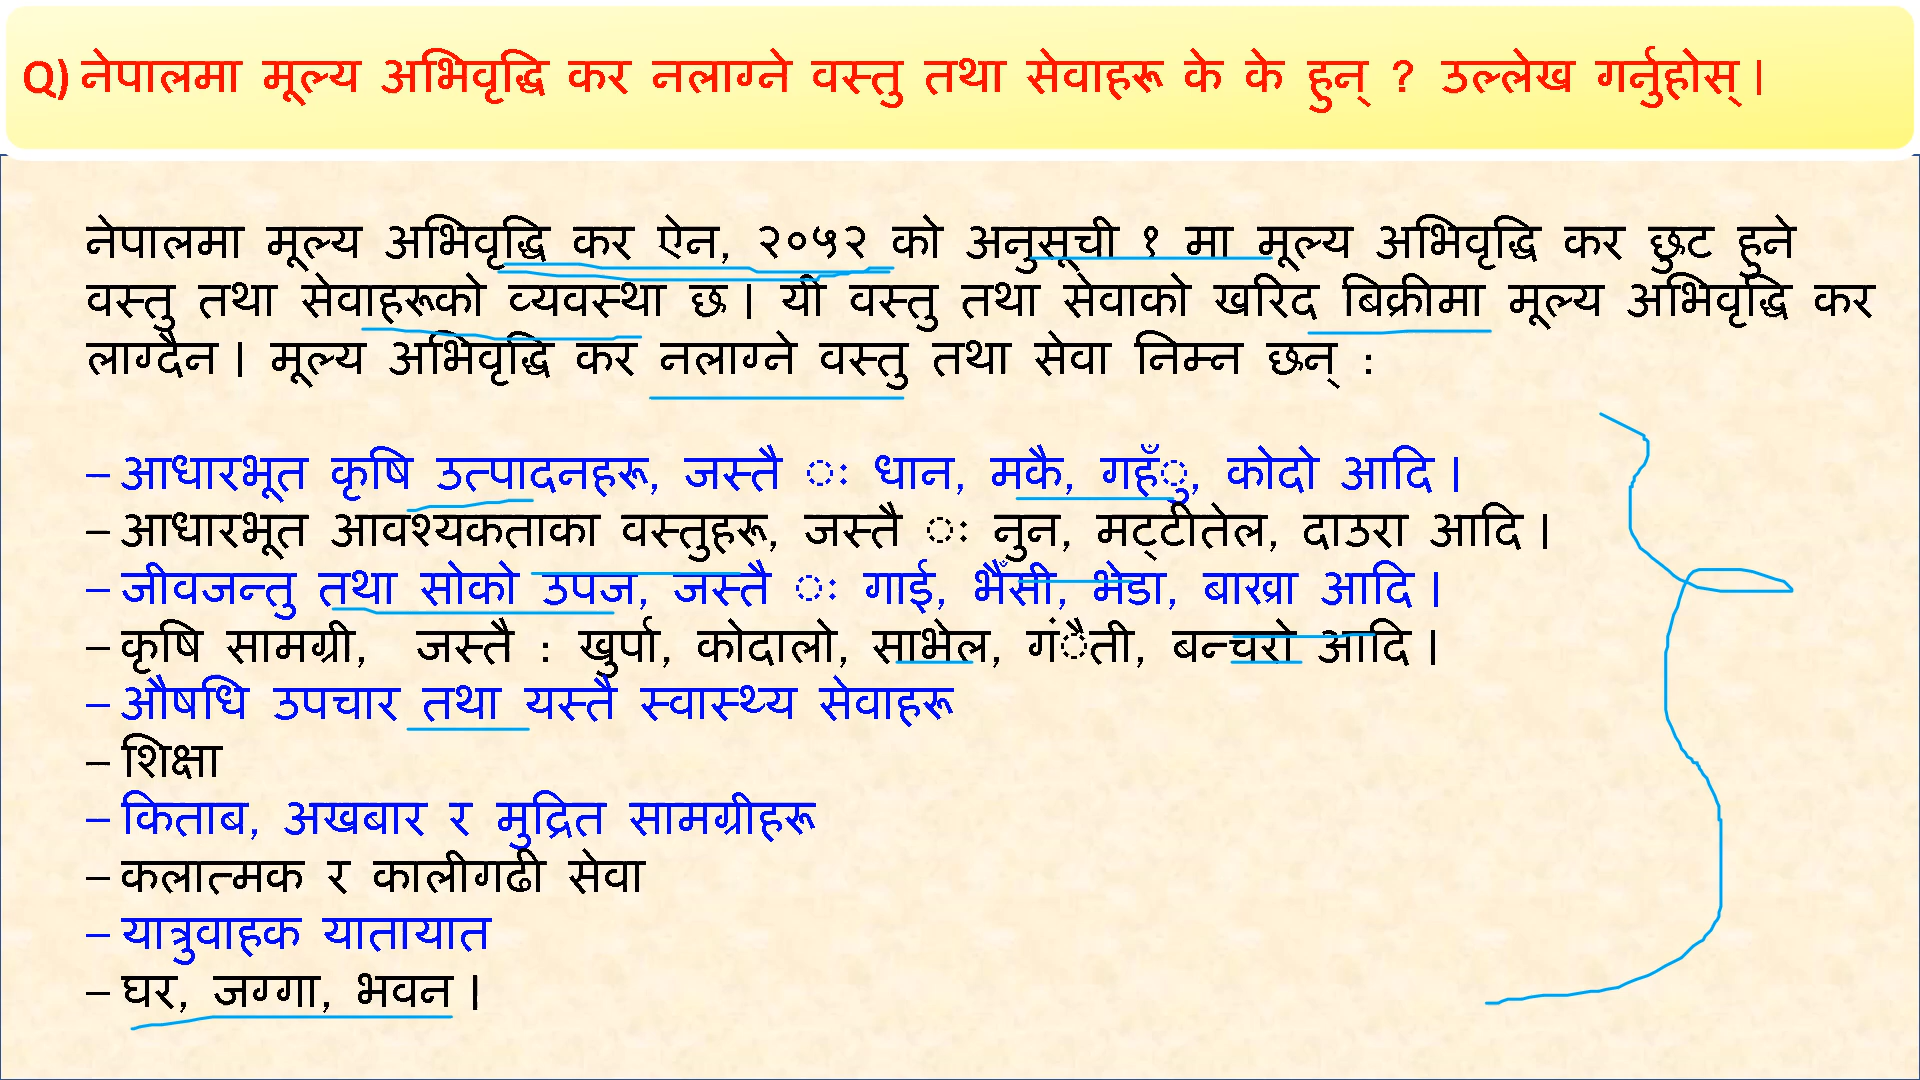 Q) नेपालमा मूल्य अभिवृद्धि कर नलाग्ने वस्तु तथा सेवाहरू के के हुन् ? उल्लेख गर्नुहोस् ।
नेपालमा मूल्य अभिवृद्धि कर ऐन, २०५२ को अनुसूची १ मा मूल्य अभिवृद्धि कर छुट हुने
वस्तु तथा सेवाहरूको व्यवस्था छ । यी वस्तु तथा सेवाको खरिद बिक्रीमा मूल्य अभिवृद्धि कर
लाग्दैन । मूल्य अभिवृद्धि कर नलाग्ने वस्तु तथा सेवा निम्न छन् :
– आधारभूत कृषि उत्पादनहरू, जस्तै ः धान, मकै, गहँु, कोदो आदि ।
– आधारभूत आवश्यकताका वस्तुहरू, जस्तै ः नुन, मट्टीतेल, दाउरा आदि ।
– जीवजन्तु तथा सोको उपज, जस्तै ः गाई, भैँसी, भेडा, बाख्रा आदि ।
– कृषि सामग्री, जस्तै : खुर्पा, कोदालो, साभेल, गंैती, बन्चरो आदि ।
– औषधि उपचार तथा यस्तै स्वास्थ्य सेवाहरू
– शिक्षा
– किताब, अखबार र मुद्रित सामग्रीहरू
– कलात्मक र कालीगढी सेवा
– यात्रुवाहक यातायात
– घर, जग्गा, भवन ।